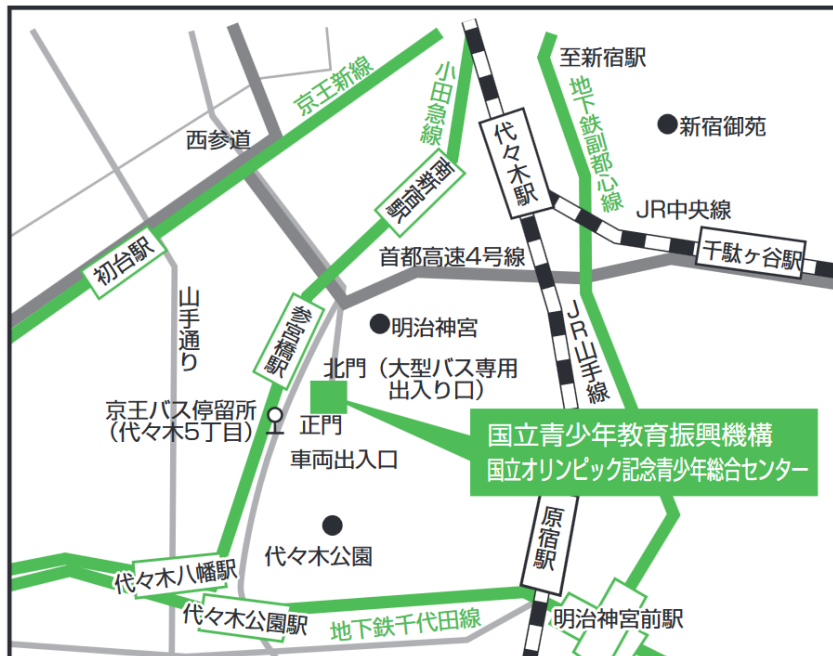 京王新線
小田急線
至新宿駅
地下鉄副都心線
新宿御苑
西参道
代々木駅
南新宿駅
JR中央線
千駄ヶ谷駅
初台駅
首都高速4号線
山手通り
参宮橋駅
明治神宮
JR山手線
北門（大型バス専用
出入り口）
京王バス停留所
（代々木5丁目）
正門
車両出入口
国立青少年教育振興機構
国立オリンピック記念青少年総合センター
代々木公園
原宿駅
代々木八幡駅
代々木公園駅
地下鉄千代田線
明治神宮前駅